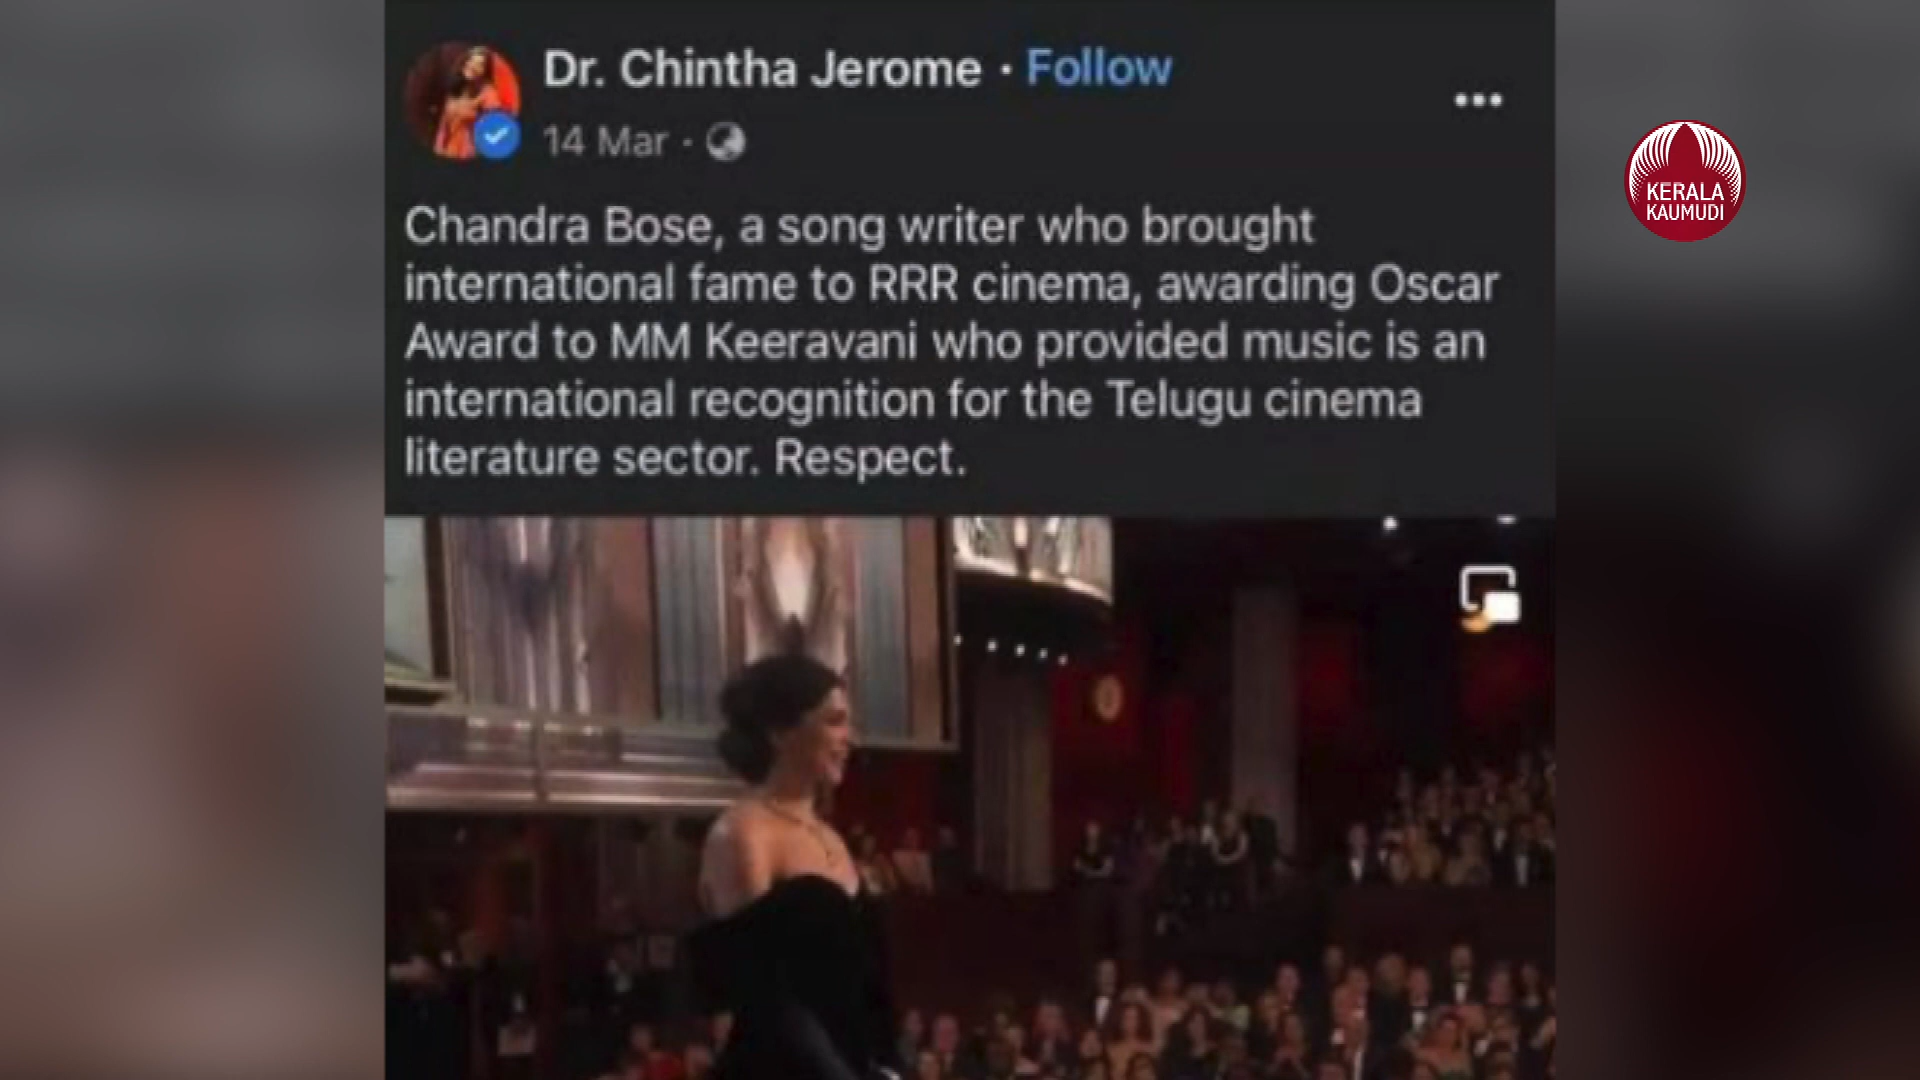 Dr. Chintha Jerome · Follow
14 Mar ·
KERALA
KAUMUDI
Chandra Bose, a song writer who brought
international fame to RRR cinema, awarding Oscar
Award to MM Keeravani who provided music is an
international recognition for the Telugu cinema
literature sector. Respect.